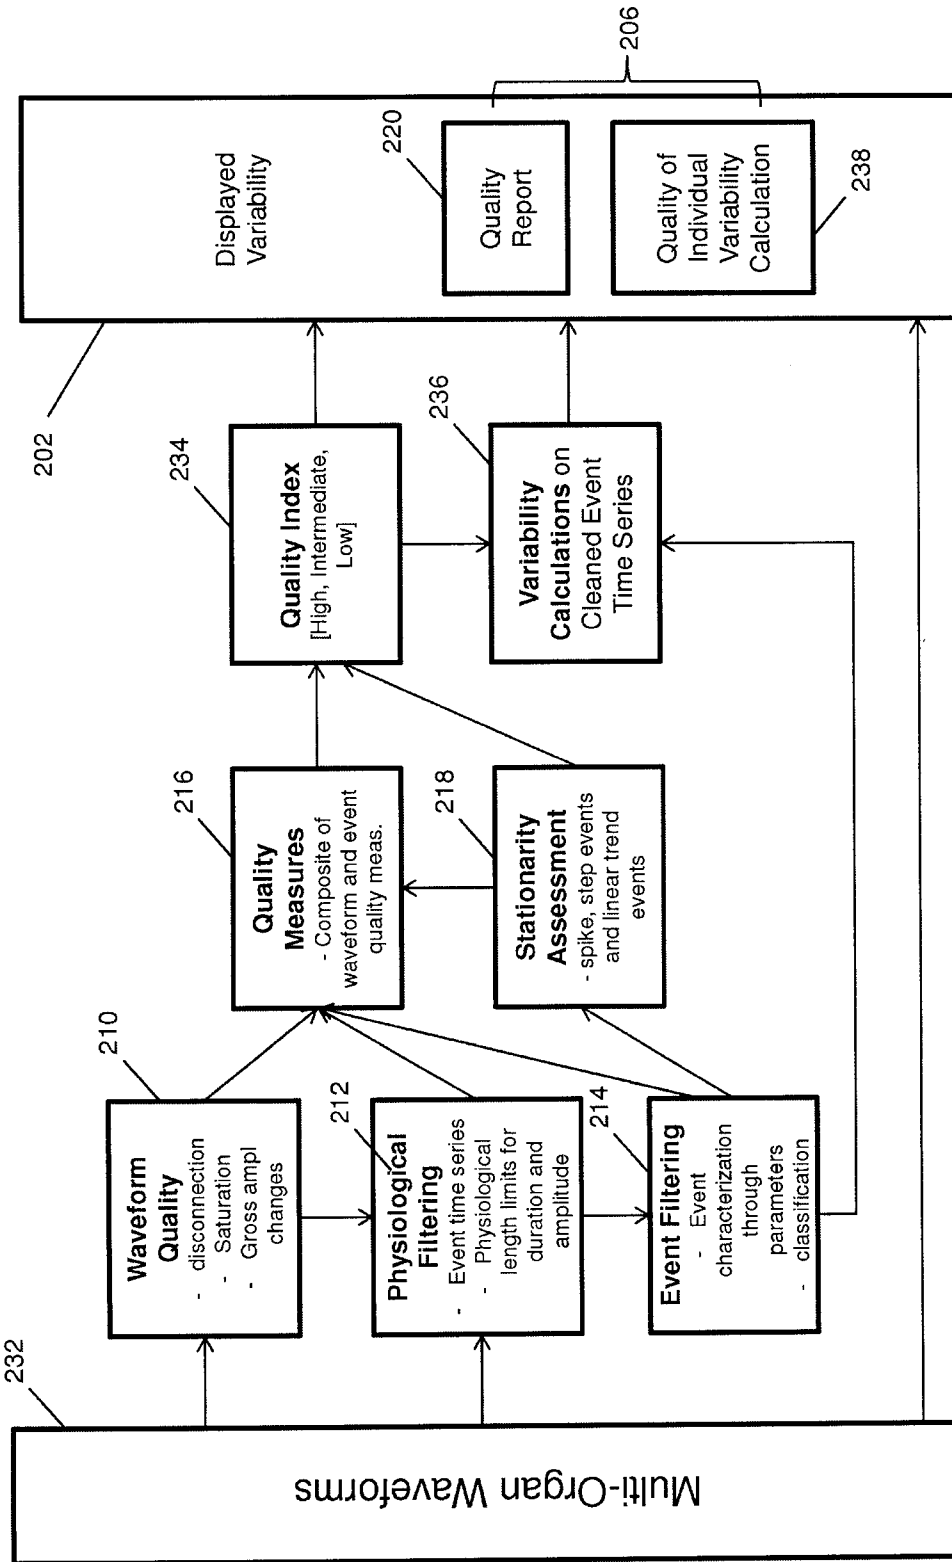 232
Multi-Organ Waveforms
210
Waveform
Quality
- disconnection
- Saturation
- Gross ampl
changes
212
Physiological
Filtering
- Event time series
- Physiological
length limits for
duration and
amplitude
214
Event Filtering
- Event
characterization
through
parameters
- classification
216
Quality
Measures
- Composite of
waveform and event
quality meas.
218
Stationarity
Assessment
- spike, step events
and linear trend
events
234
Quality Index
[High, Intermediate,
Low]
236
Variability
Calculations on
Cleaned Event
Time Series
202
Displayed
Variability
220
Quality
Report
206
Quality of
Individual
Variability
Calculation
238